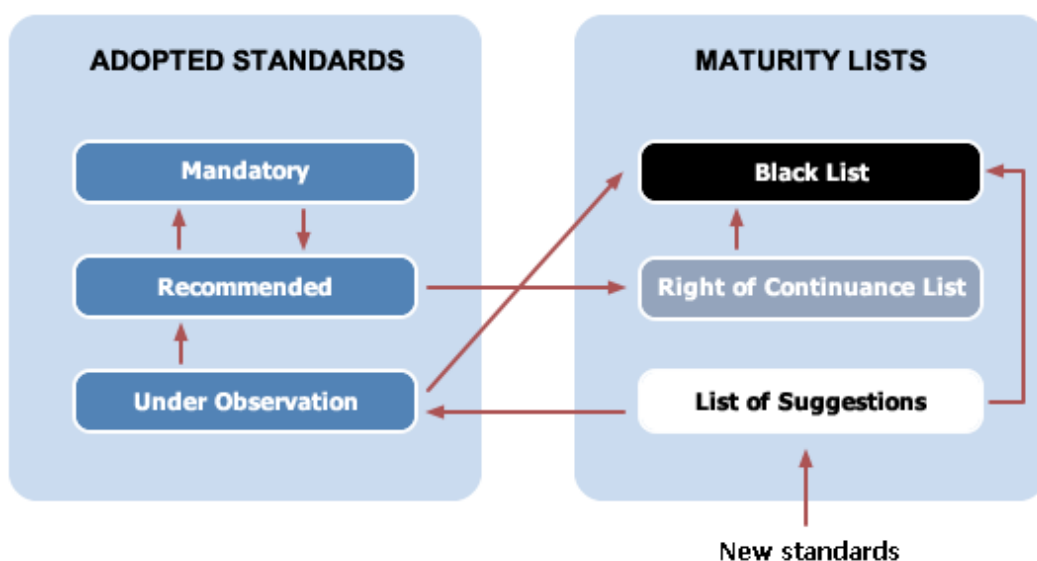 ADOPTED STANDARDS
Mandatory
Recommended
Under Observation
MATURITY LISTS
Black List
Right of Continuance List
List of Suggestions
New standards